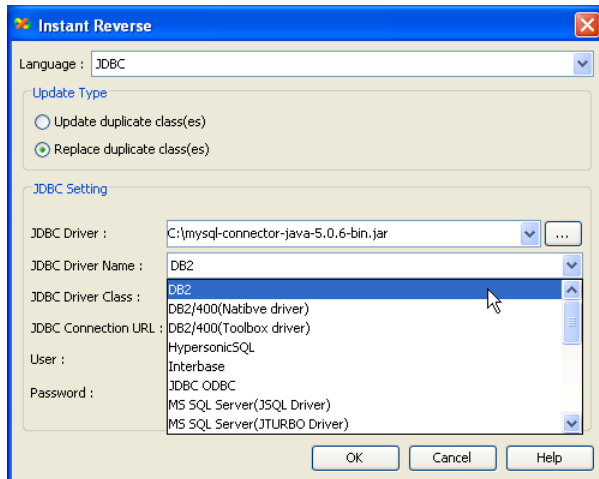 Instant Reverse
Language : JDBC
Update Type
Update duplicate class(es)
Replace duplicate class(es)
JDBC Setting
JDBC Driver : C:\mysql-connector-java-5.0.6-bin.jar ...
JDBC Driver Name : DB2
JDBC Driver Class : DB2
DB2/400(Natibve driver)
JDBC Connection URL : DB2/400(Toolbox driver)
HypersonicSQL
User : Interbase
JDBC ODBC
Password : MS SQL Server(JSQL Driver)
MS SQL Server(JTURBO Driver)
OK Cancel Help